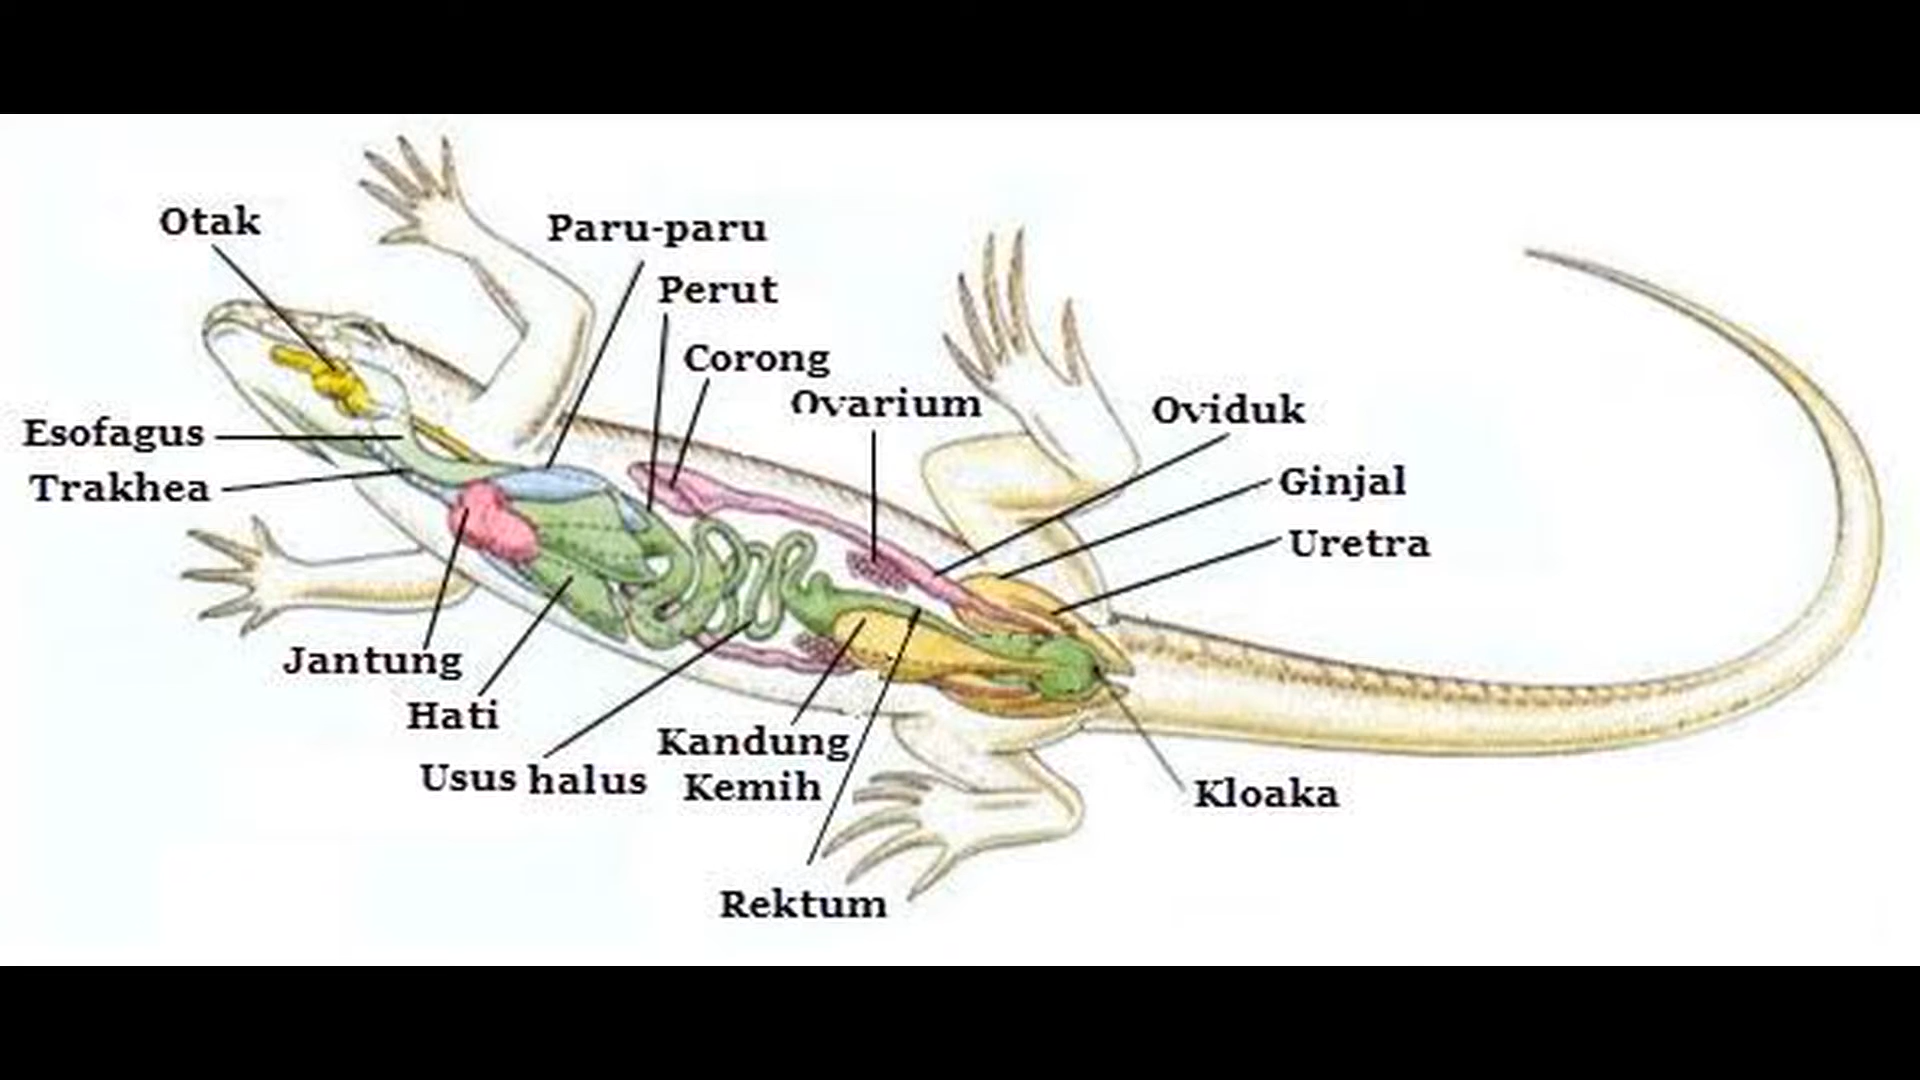 Otak
Paru-paru
Perut
Corong
Ovarium
Oviduk
Esofagus
Ginjal
Trakhea
Uretra
Jantung
Hati
Kandung
Kemih
Usus halus
Kloaka
Rektum